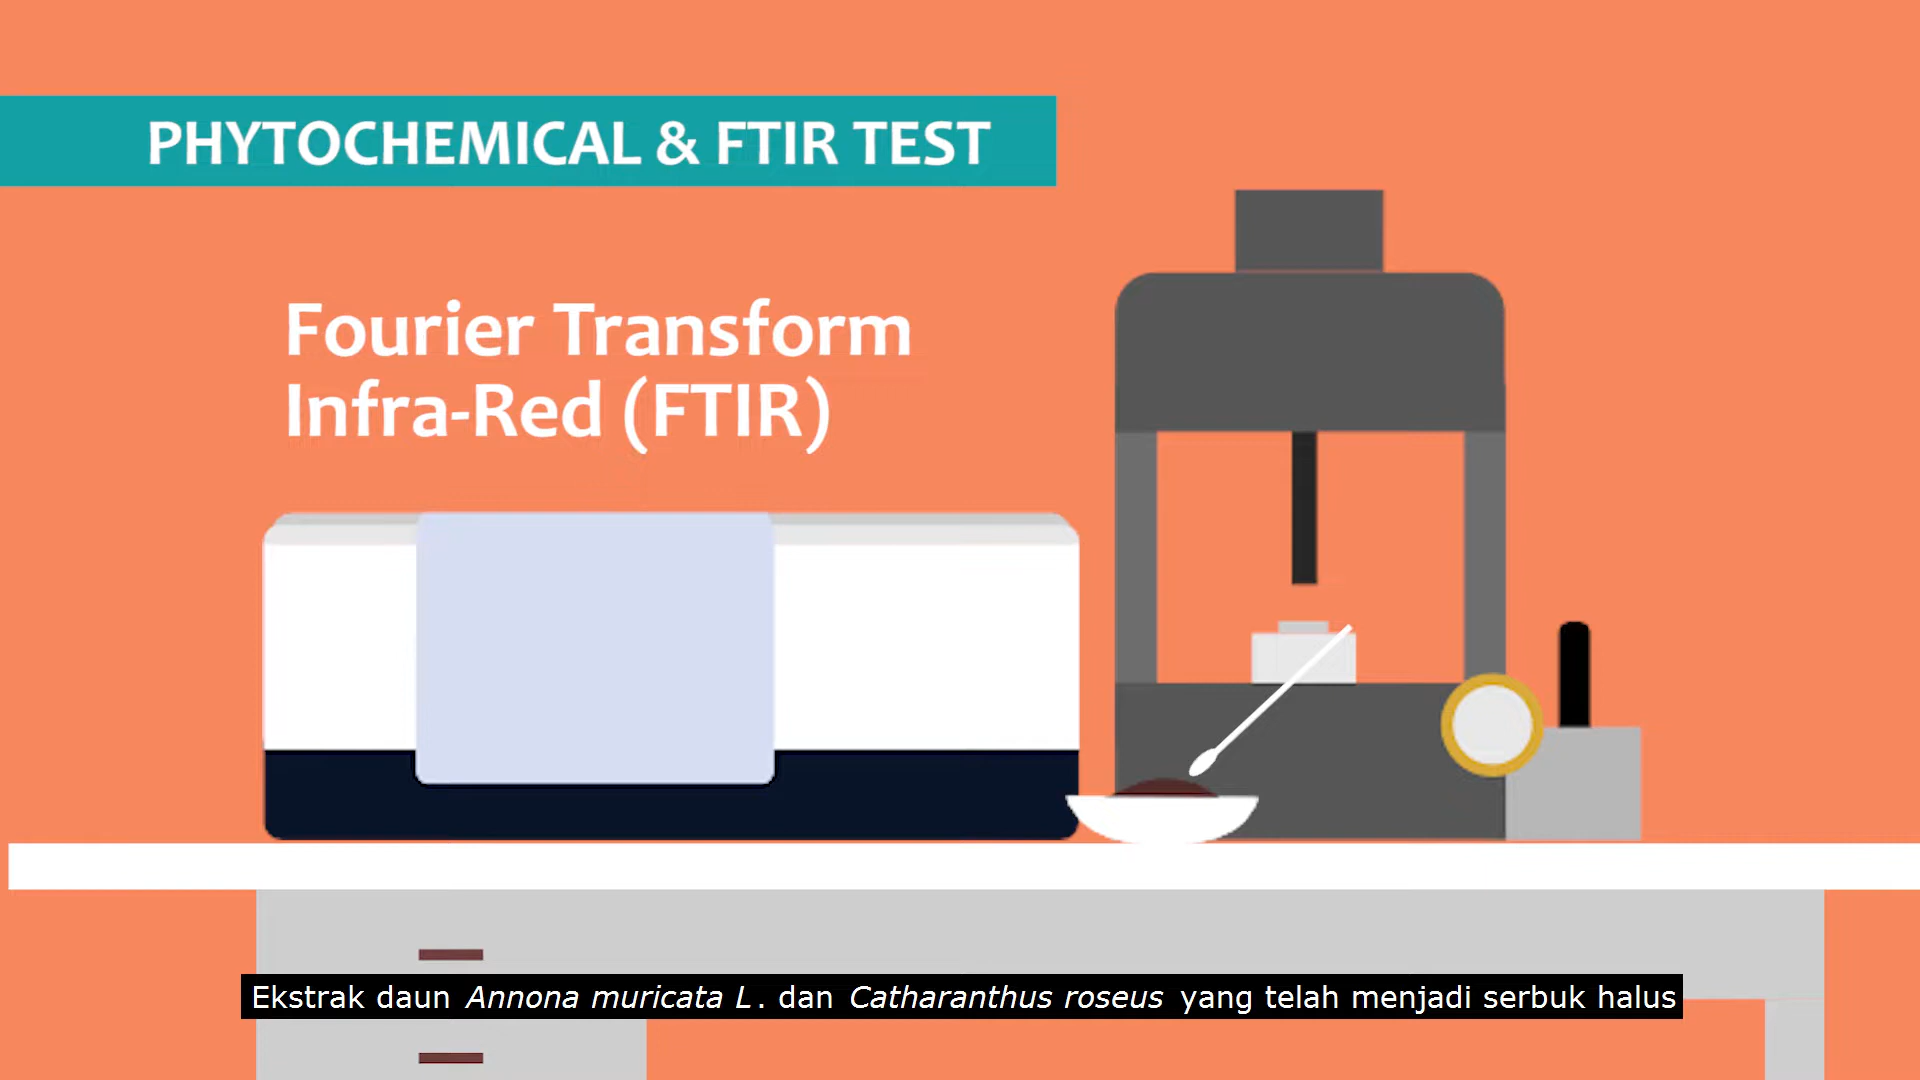 PHYTOCHEMICAL & FTIR TEST
Fourier Transform
Infra-Red (FTIR)
Ekstrak daun Annona muricata L. dan Catharanthus roseus yang telah menjadi serbuk halus